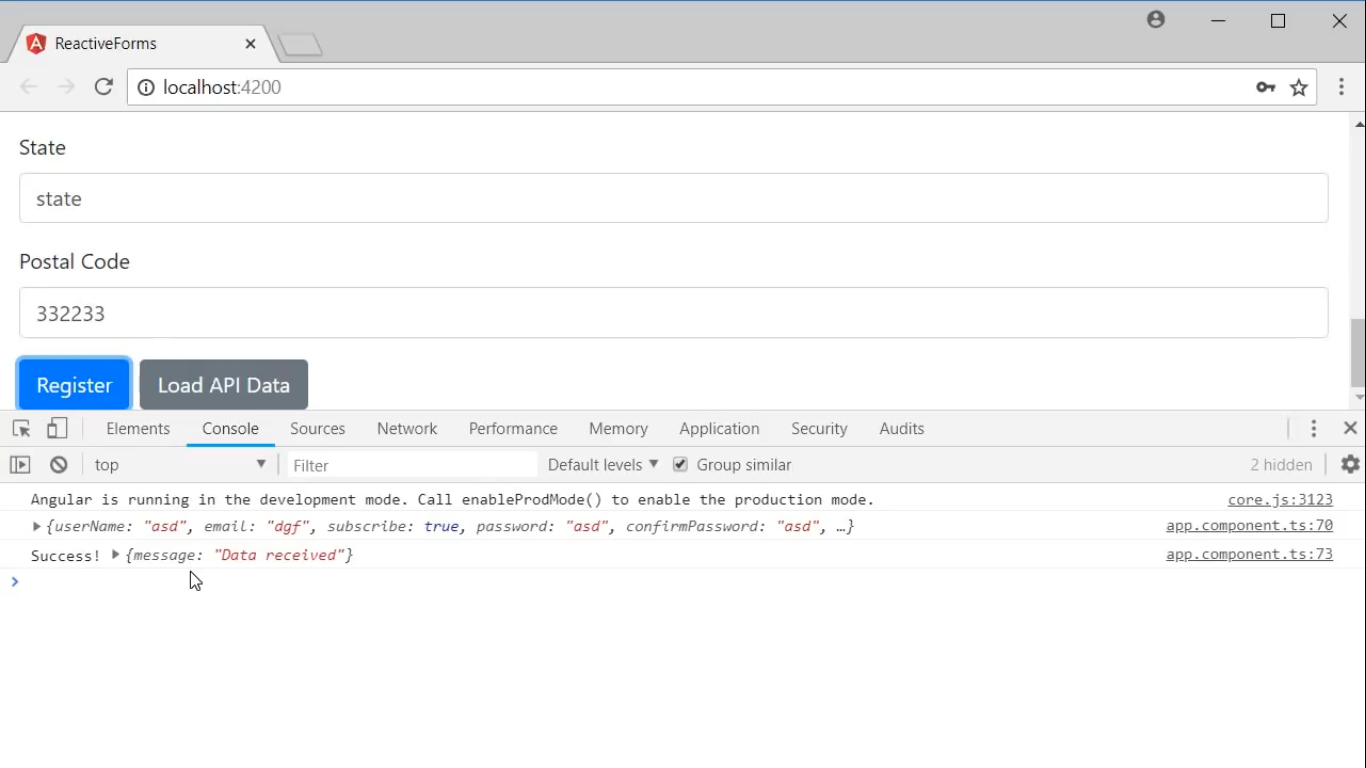 ReactiveForms
localhost:4200
State
state
Postal Code
332233
Register Load API Data
Elements Console Sources Network Performance Memory Application Security Audits
top Filter Default levels Group similar 2 hidden
Angular is running in the development mode. Call enableProdMode() to enable the production mode. core.js:3123
{userName: "asd", email: "dgf", subscribe: true, password: "asd", confirmPassword: "asd", …} app.component.ts:70
Success! {message: "Data received"} app.component.ts:73